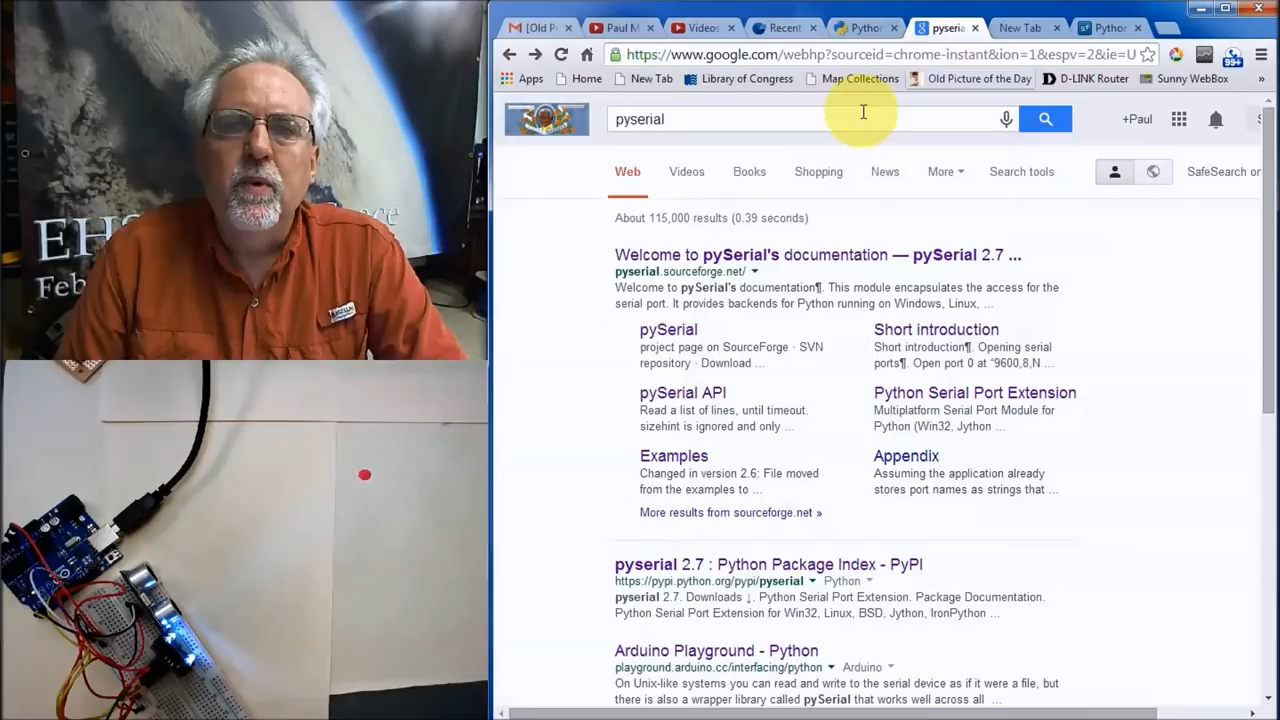 [Old P
Paul M
Videos
Recent
Python
pyseria
New Tab
Python
https://www.google.com/webhp?sourceid=chrome-instant&ion=1&espv=2&ie=U
99+
Apps
Home
New Tab
Library of Congress
Map Collections
Old Picture of the Day
D-LINK Router
Sunny WebBox
»
pyserial
+Paul
S
Web
Videos
Books
Shopping
News
More
Search tools
SafeSearch on
About 115,000 results (0.39 seconds)
Welcome to pySerial's documentation — pySerial 2.7 ...
pyserial.sourceforge.net/
Welcome to pySerial's documentation¶. This module encapsulates the access for the
serial port. It provides backends for Python running on Windows, Linux, ...
pySerial
project page on SourceForge · SVN
repository · Download ...
Short introduction
Short introduction¶. Opening serial
ports¶. Open port 0 at “9600,8,N ...
pySerial API
Read a list of lines, until timeout.
sizehint is ignored and only ...
Python Serial Port Extension
Multiplatform Serial Port Module for
Python (Win32, Jython ...
Examples
Changed in version 2.6: File moved
from the examples to ...
Appendix
Assuming the application already
stores port names as strings that ...
More results from sourceforge.net »
pyserial 2.7 : Python Package Index - PyPI
https://pypi.python.org/pypi/pyserial
Python
pyserial 2.7. Downloads ↓. Python Serial Port Extension. Package Documentation.
Python Serial Port Extension for Win32, Linux, BSD, Jython, IronPython ...
Arduino Playground - Python
playground.arduino.cc/interfacing/python
Arduino
On Unix-like systems you can read and write to the serial device as if it were a file, but
there is also a wrapper library called pySerial that works well across all ...
EHS
Feb